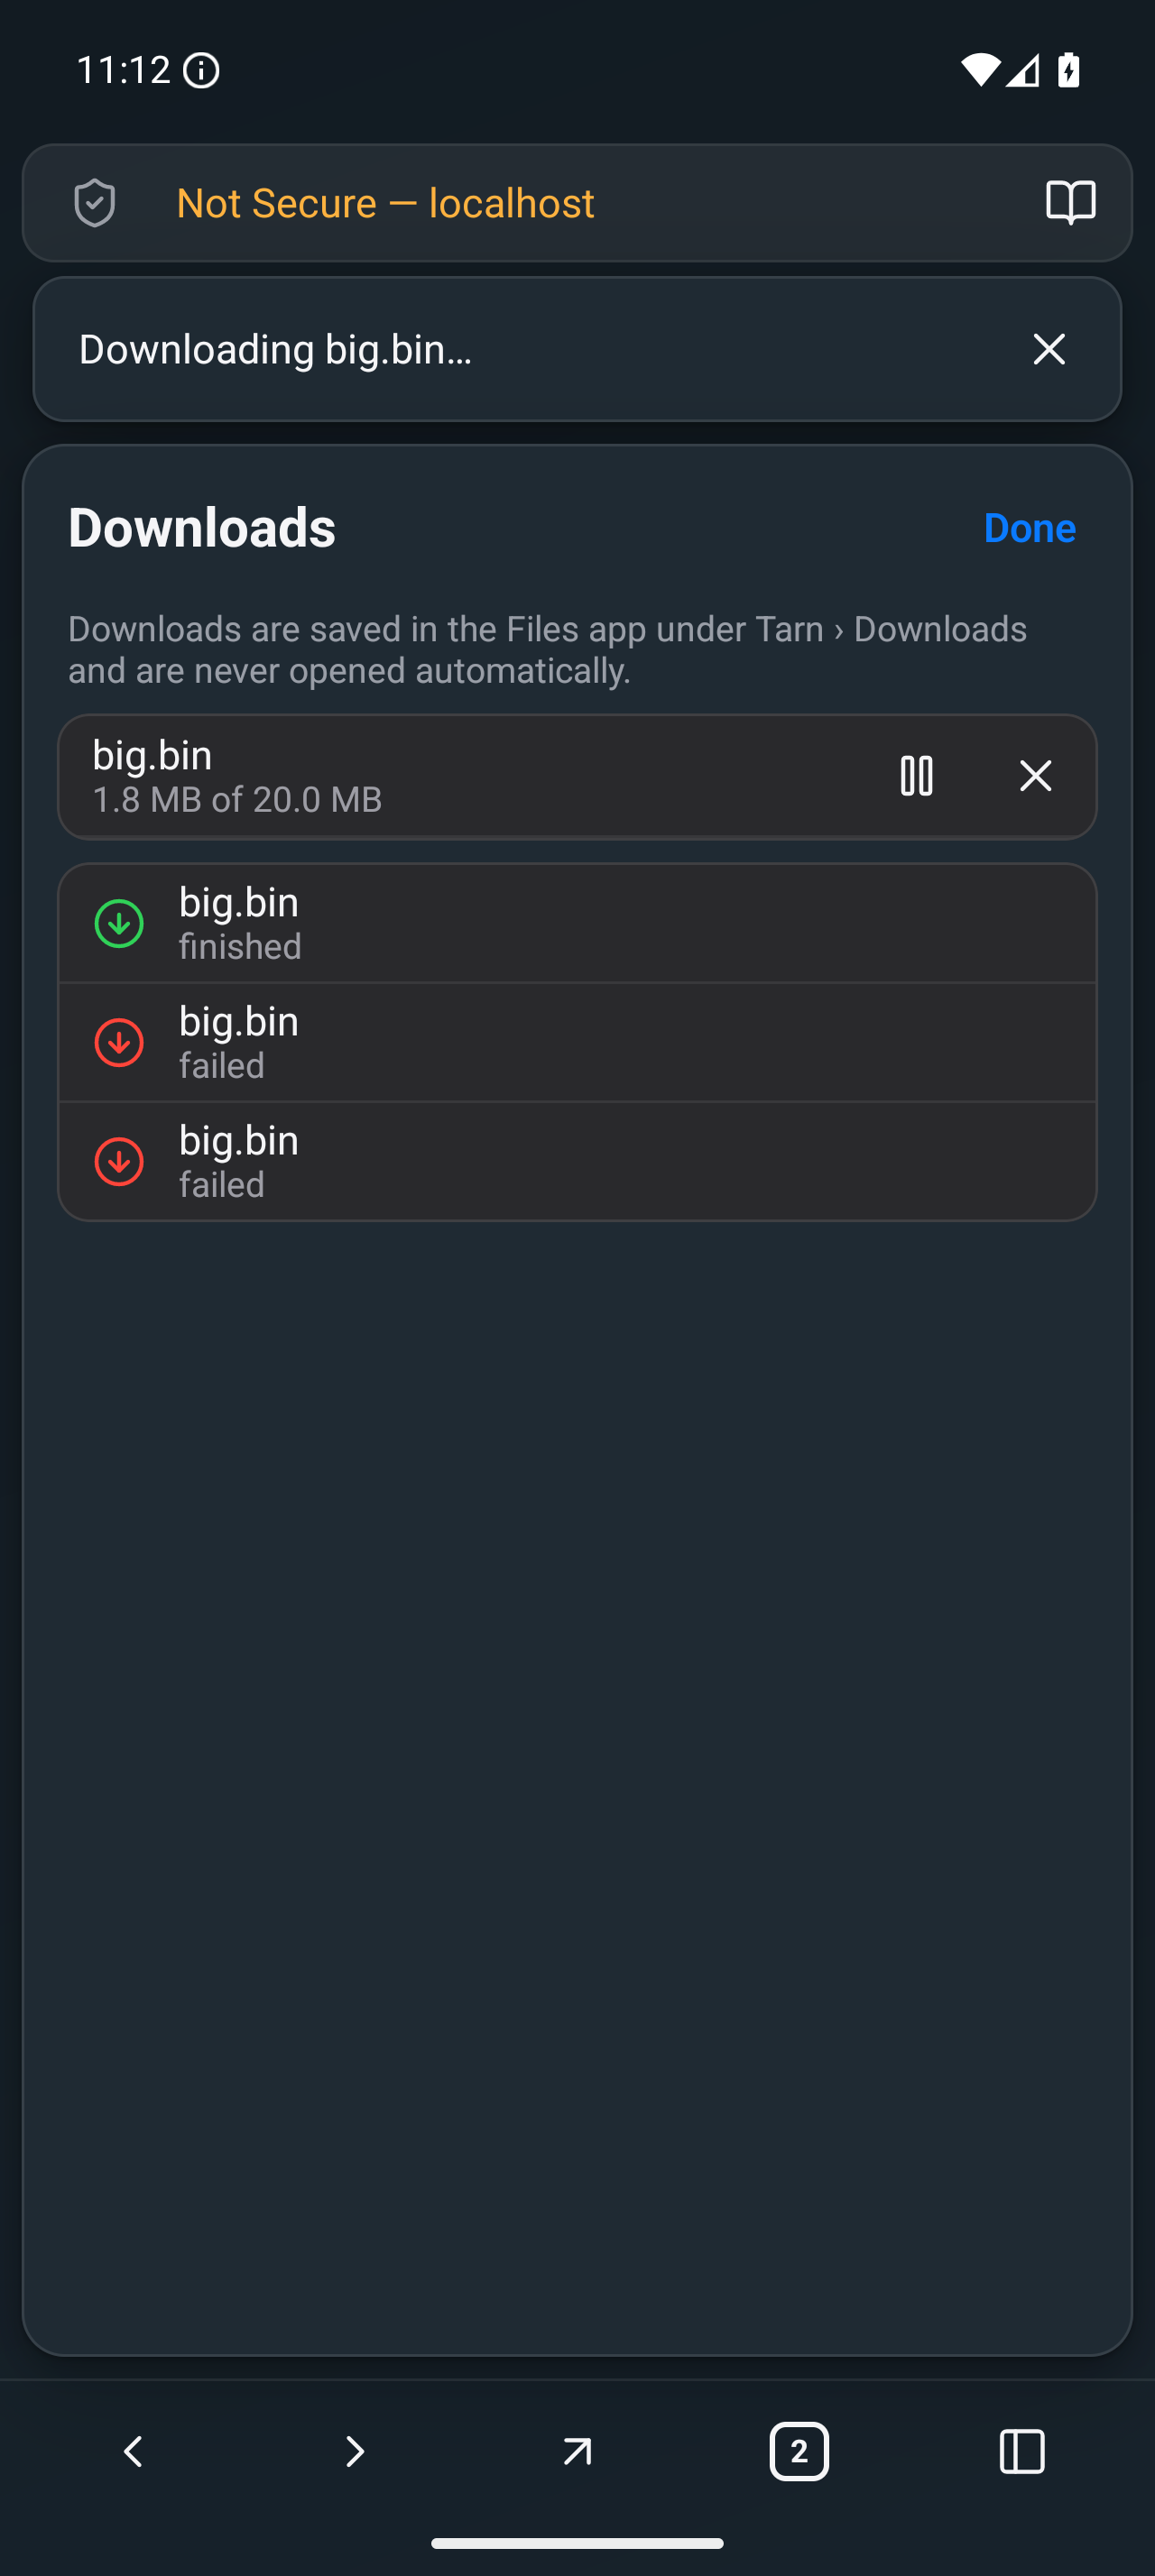 11:12
Not Secure — localhost
Downloading big.bin…
Downloads
Done
Downloads are saved in the Files app under Tarn › Downloads
and are never opened automatically.
big.bin
1.8 MB of 20.0 MB
big.bin
finished
big.bin
failed
big.bin
failed
2